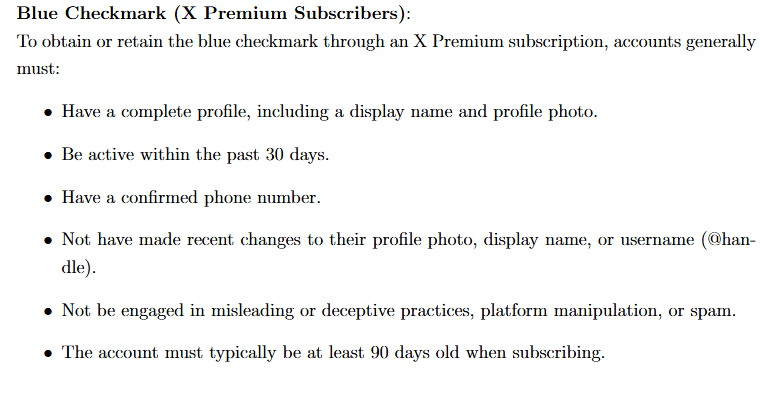 Blue Checkmark (X Premium Subscribers):
To obtain or retain the blue checkmark through an X Premium subscription, accounts generally
must:
• Have a complete profile, including a display name and profile photo.
• Be active within the past 30 days.
• Have a confirmed phone number.
• Not have made recent changes to their profile photo, display name, or username (@han-
dle).
• Not be engaged in misleading or deceptive practices, platform manipulation, or spam.
• The account must typically be at least 90 days old when subscribing.